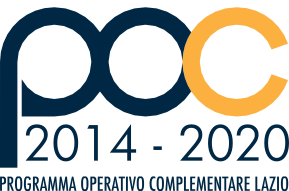 poc
2014 - 2020
PROGRAMMA OPERATIVO COMPLEMENTARE LAZIO